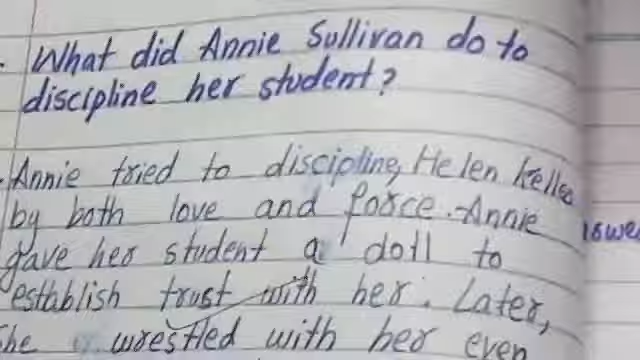 . What did Annie Sullivan do to
discipline her student?
. Annie tried to discipline, Helen Keller
by both love and force. Annie
gave her student a doll to
establish trust with her. Later,
she wrestled with her even